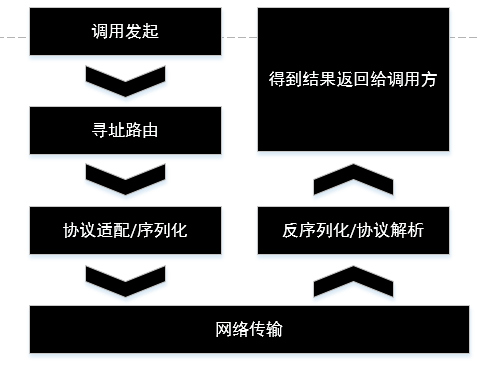 调用发起
寻址路由
协议适配/序列化
网络传输
反序列化/协议解析
得到结果返回给调用方